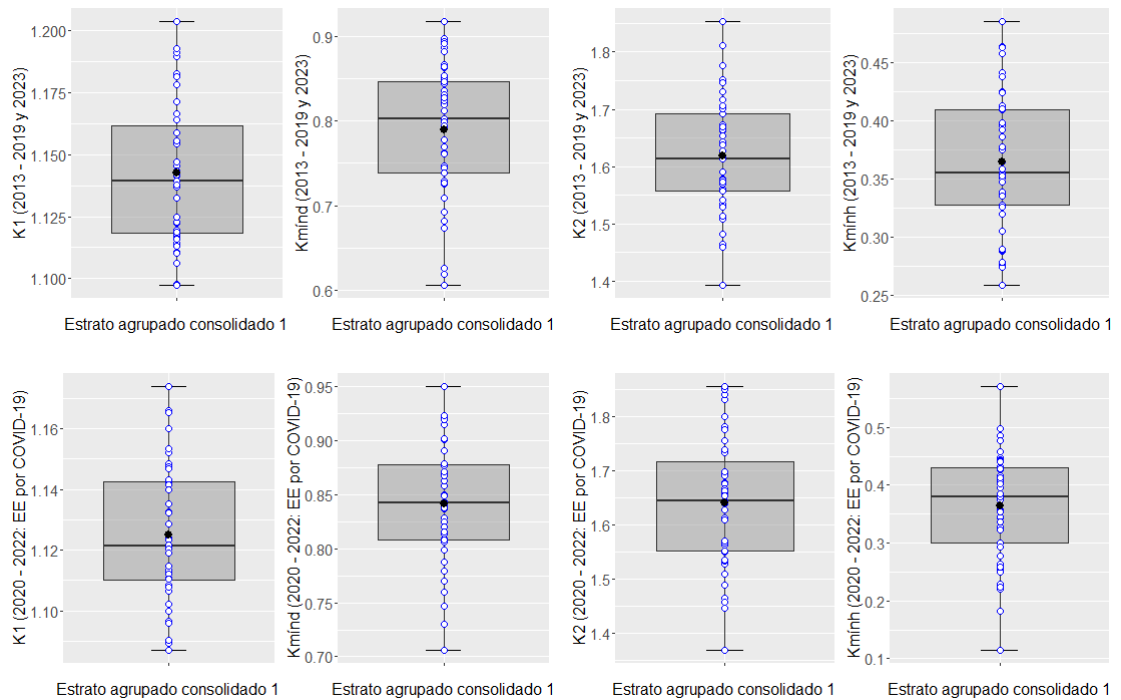 K1 (2013 - 2019 y 2023)
1.200
1.175
1.150
1.125
1.100
Estrato agrupado consolidado 1
Kmínd (2013 - 2019 y 2023)
0.9
0.8
0.7
0.6
Estrato agrupado consolidado 1
K2 (2013 - 2019 y 2023)
1.8
1.7
1.6
1.5
1.4
Estrato agrupado consolidado 1
Kmính (2013 - 2019 y 2023)
0.45
0.40
0.35
0.30
0.25
Estrato agrupado consolidado 1
K1 (2020 - 2022: EE por COVID-19)
1.16
1.14
1.12
1.10
Estrato agrupado consolidado 1
Kmínd (2020 - 2022: EE por COVID-19)
0.95
0.90
0.85
0.80
0.75
0.70
Estrato agrupado consolidado 1
K2 (2020 - 2022: EE por COVID-19)
1.8
1.7
1.6
1.5
1.4
Estrato agrupado consolidado 1
Kmính (2020 - 2022: EE por COVID-19)
0.5
0.4
0.3
0.2
0.1
Estrato agrupado consolidado 1